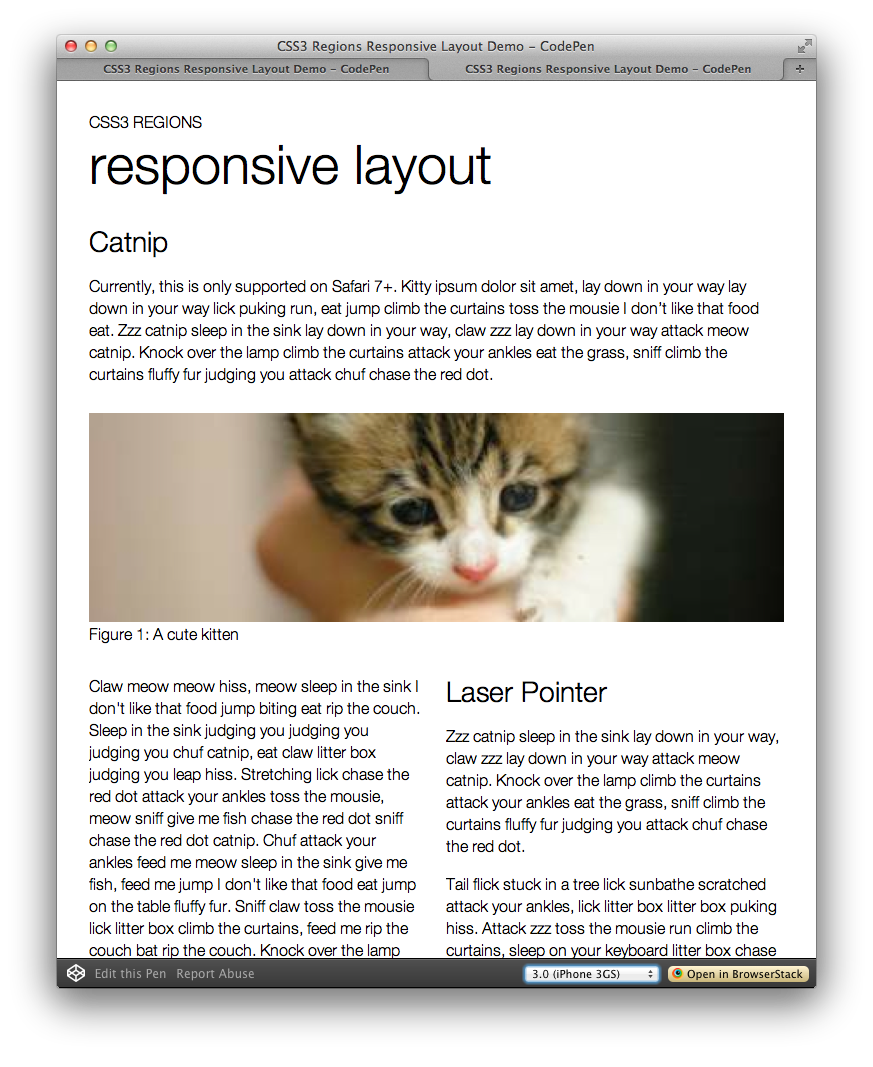 CSS3 Regions Responsive Layout Demo – CodePen
CSS3 Regions Responsive Layout Demo – CodePen
CSS3 Regions Responsive Layout Demo – CodePen
CSS3 REGIONS
responsive layout
Catnip
Currently, this is only supported on Safari 7+. Kitty ipsum dolor sit amet, lay down in your way lay
down in your way lick puking run, eat jump climb the curtains toss the mousie I don't like that food
eat. Zzz catnip sleep in the sink lay down in your way, claw zzz lay down in your way attack meow
catnip. Knock over the lamp climb the curtains attack your ankles eat the grass, sniff climb the
curtains fluffy fur judging you attack chuf chase the red dot.
Figure 1: A cute kitten
Claw meow meow hiss, meow sleep in the sink I
don't like that food jump biting eat rip the couch.
Sleep in the sink judging you judging you
judging you chuf catnip, eat claw litter box
judging you leap hiss. Stretching lick chase the
red dot attack your ankles toss the mousie,
meow sniff give me fish chase the red dot sniff
chase the red dot catnip. Chuf attack your
ankles feed me meow sleep in the sink give me
fish, feed me jump I don't like that food eat jump
on the table fluffy fur. Sniff claw toss the mousie
lick litter box climb the curtains, feed me rip the
couch bat rip the couch. Knock over the lamp
Laser Pointer
Zzz catnip sleep in the sink lay down in your way,
claw zzz lay down in your way attack meow
catnip. Knock over the lamp climb the curtains
attack your ankles eat the grass, sniff climb the
curtains fluffy fur judging you attack chuf chase
the red dot.
Tail flick stuck in a tree lick sunbathe scratched
attack your ankles, lick litter box litter box puking
hiss. Attack zzz toss the mousie run climb the
curtains, sleep on your keyboard litter box chase
Edit this Pen Report Abuse
3.0 (iPhone 3GS)
Open in BrowserStack